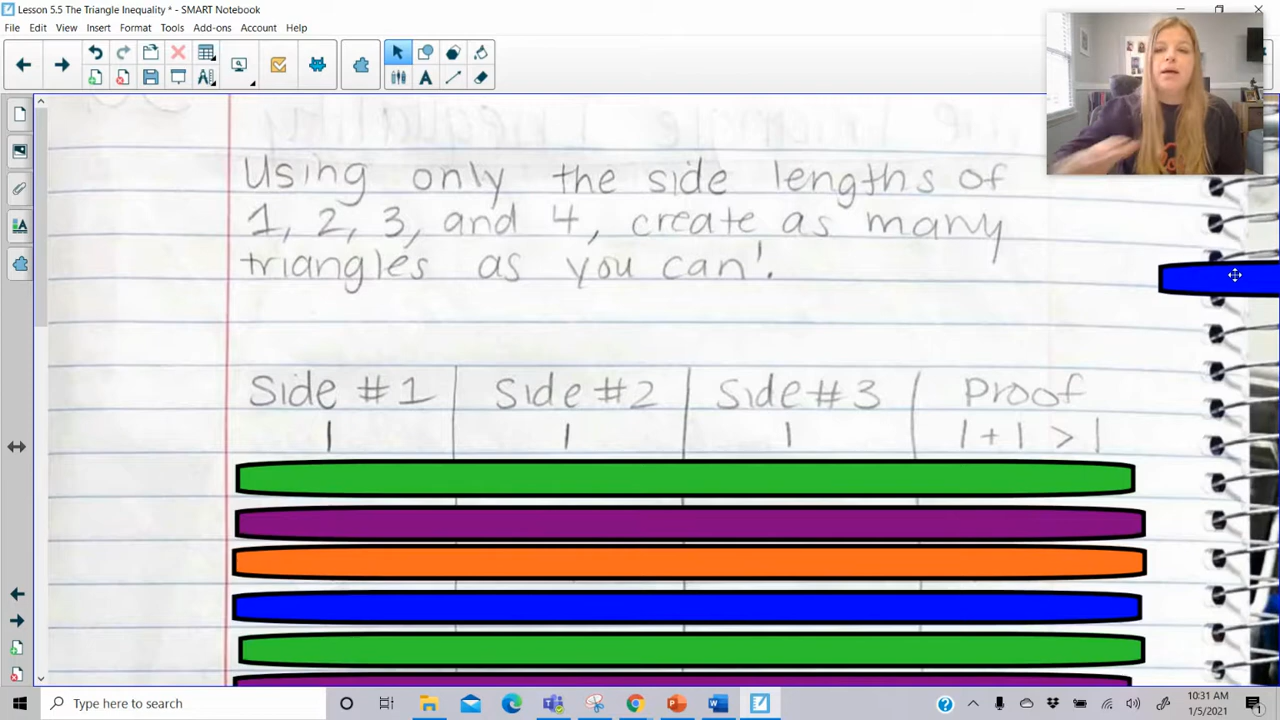 Lesson 5.5 The Triangle Inequality * - SMART Notebook
File Edit View Insert Format Tools Add-ons Account Help
Using only the side lengths of
1, 2, 3, and 4, create as many
triangles as you can!.
Side #1 Side #2 Side #3 Proof
1 1 1 1 + 1 > 1
Type here to search
10:31 AM
1/5/2021